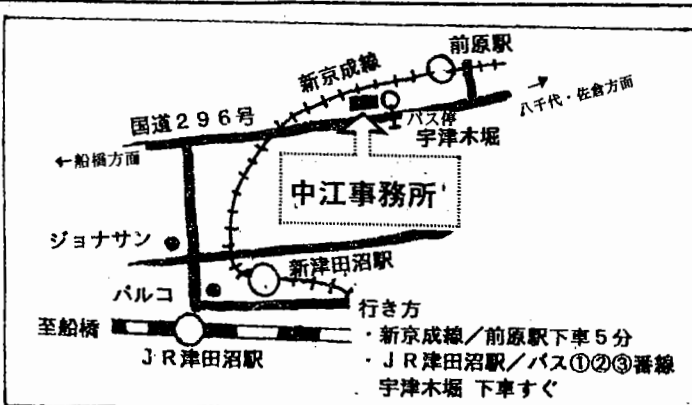 前原駅
新京成線
八千代・佐倉方面
国道296号
バス停
宇津木堀
←船橋方面
中江事務所
ジョナサン
新津田沼駅
パルコ
行き方
至船橋
・新京成線/前原駅下車5分
JR津田沼駅
・JR津田沼駅/バス①②③番線
宇津木堀 下車すぐ